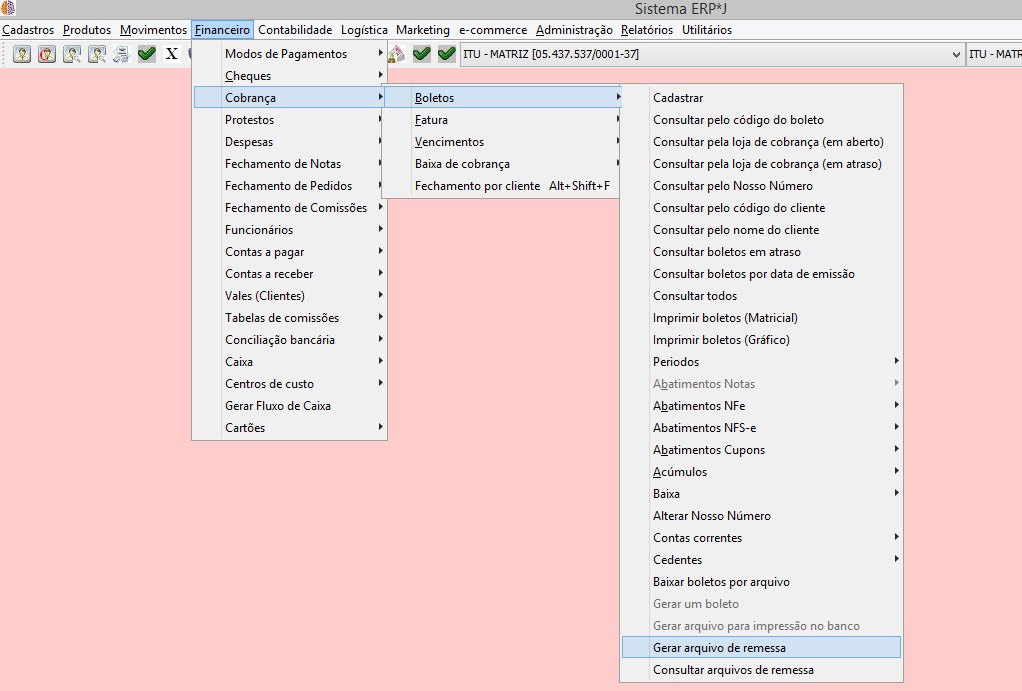 Sistema ERP*J
Cadastros Produtos Movimentos Financeiro Contabilidade Logística Marketing e-commerce Administração Relatórios Utilitários
X
ITU - MATRIZ [05.437.537/0001-37]
ITU - MATR
Modos de Pagamentos
Cheques
Cobrança
Protestos
Despesas
Fechamento de Notas
Fechamento de Pedidos
Fechamento de Comissões
Funcionários
Contas a pagar
Contas a receber
Vales (Clientes)
Tabelas de comissões
Conciliação bancária
Caixa
Centros de custo
Gerar Fluxo de Caixa
Cartões
Boletos
Fatura
Vencimentos
Baixa de cobrança
Fechamento por cliente Alt+Shift+F
Cadastrar
Consultar pelo código do boleto
Consultar pela loja de cobrança (em aberto)
Consultar pela loja de cobrança (em atraso)
Consultar pelo Nosso Número
Consultar pelo código do cliente
Consultar pelo nome do cliente
Consultar boletos em atraso
Consultar boletos por data de emissão
Consultar todos
Imprimir boletos (Matricial)
Imprimir boletos (Gráfico)
Periodos
Abatimentos Notas
Abatimentos NFe
Abatimentos NFS-e
Abatimentos Cupons
Acúmulos
Baixa
Alterar Nosso Número
Contas correntes
Cedentes
Baixar boletos por arquivo
Gerar um boleto
Gerar arquivo para impressão no banco
Gerar arquivo de remessa
Consultar arquivos de remessa